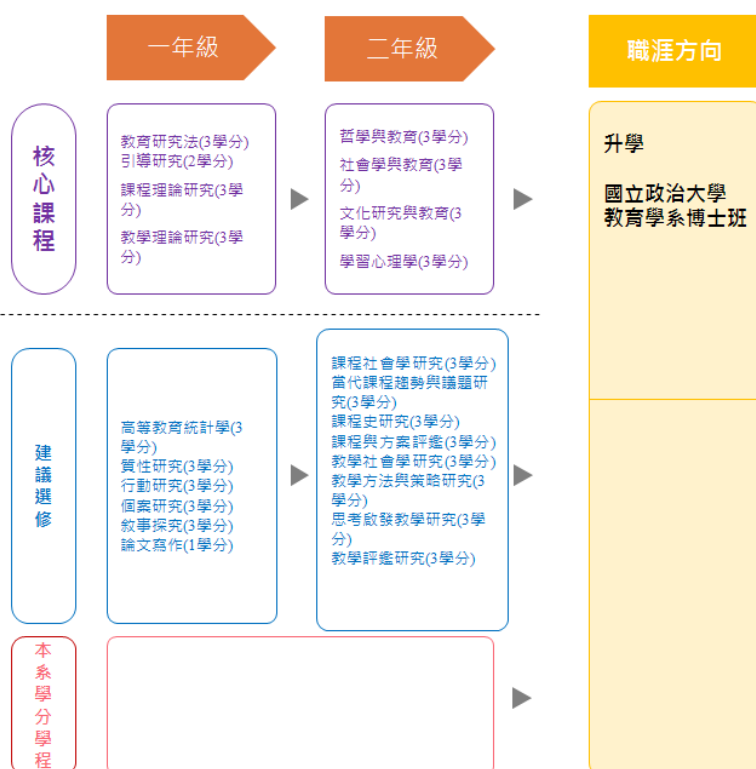 一年級
二年級
職涯方向
核心課程
教育研究法(3學分)
引導研究(2學分)
課程理論研究(3學
分)
教學理論研究(3學
分)
哲學與教育(3學分)
社會學與教育(3學
分)
文化研究與教育(3
學分)
學習心理學(3學分)
升學
國立政治大學
教育學系博士班
建議選修
高等教育統計學(3
學分)
質性研究(3學分)
行動研究(3學分)
個案研究(3學分)
敘事探究(3學分)
論文寫作(1學分)
課程社會學研究(3學分)
當代課程趨勢與議題研
究(3學分)
課程史研究(3學分)
課程與方案評鑑(3學分)
教學社會學研究(3學分)
教學方法與策略研究(3
學分)
思考啟發教學研究(3學
分)
教學評鑑研究(3學分)
本系學分學程